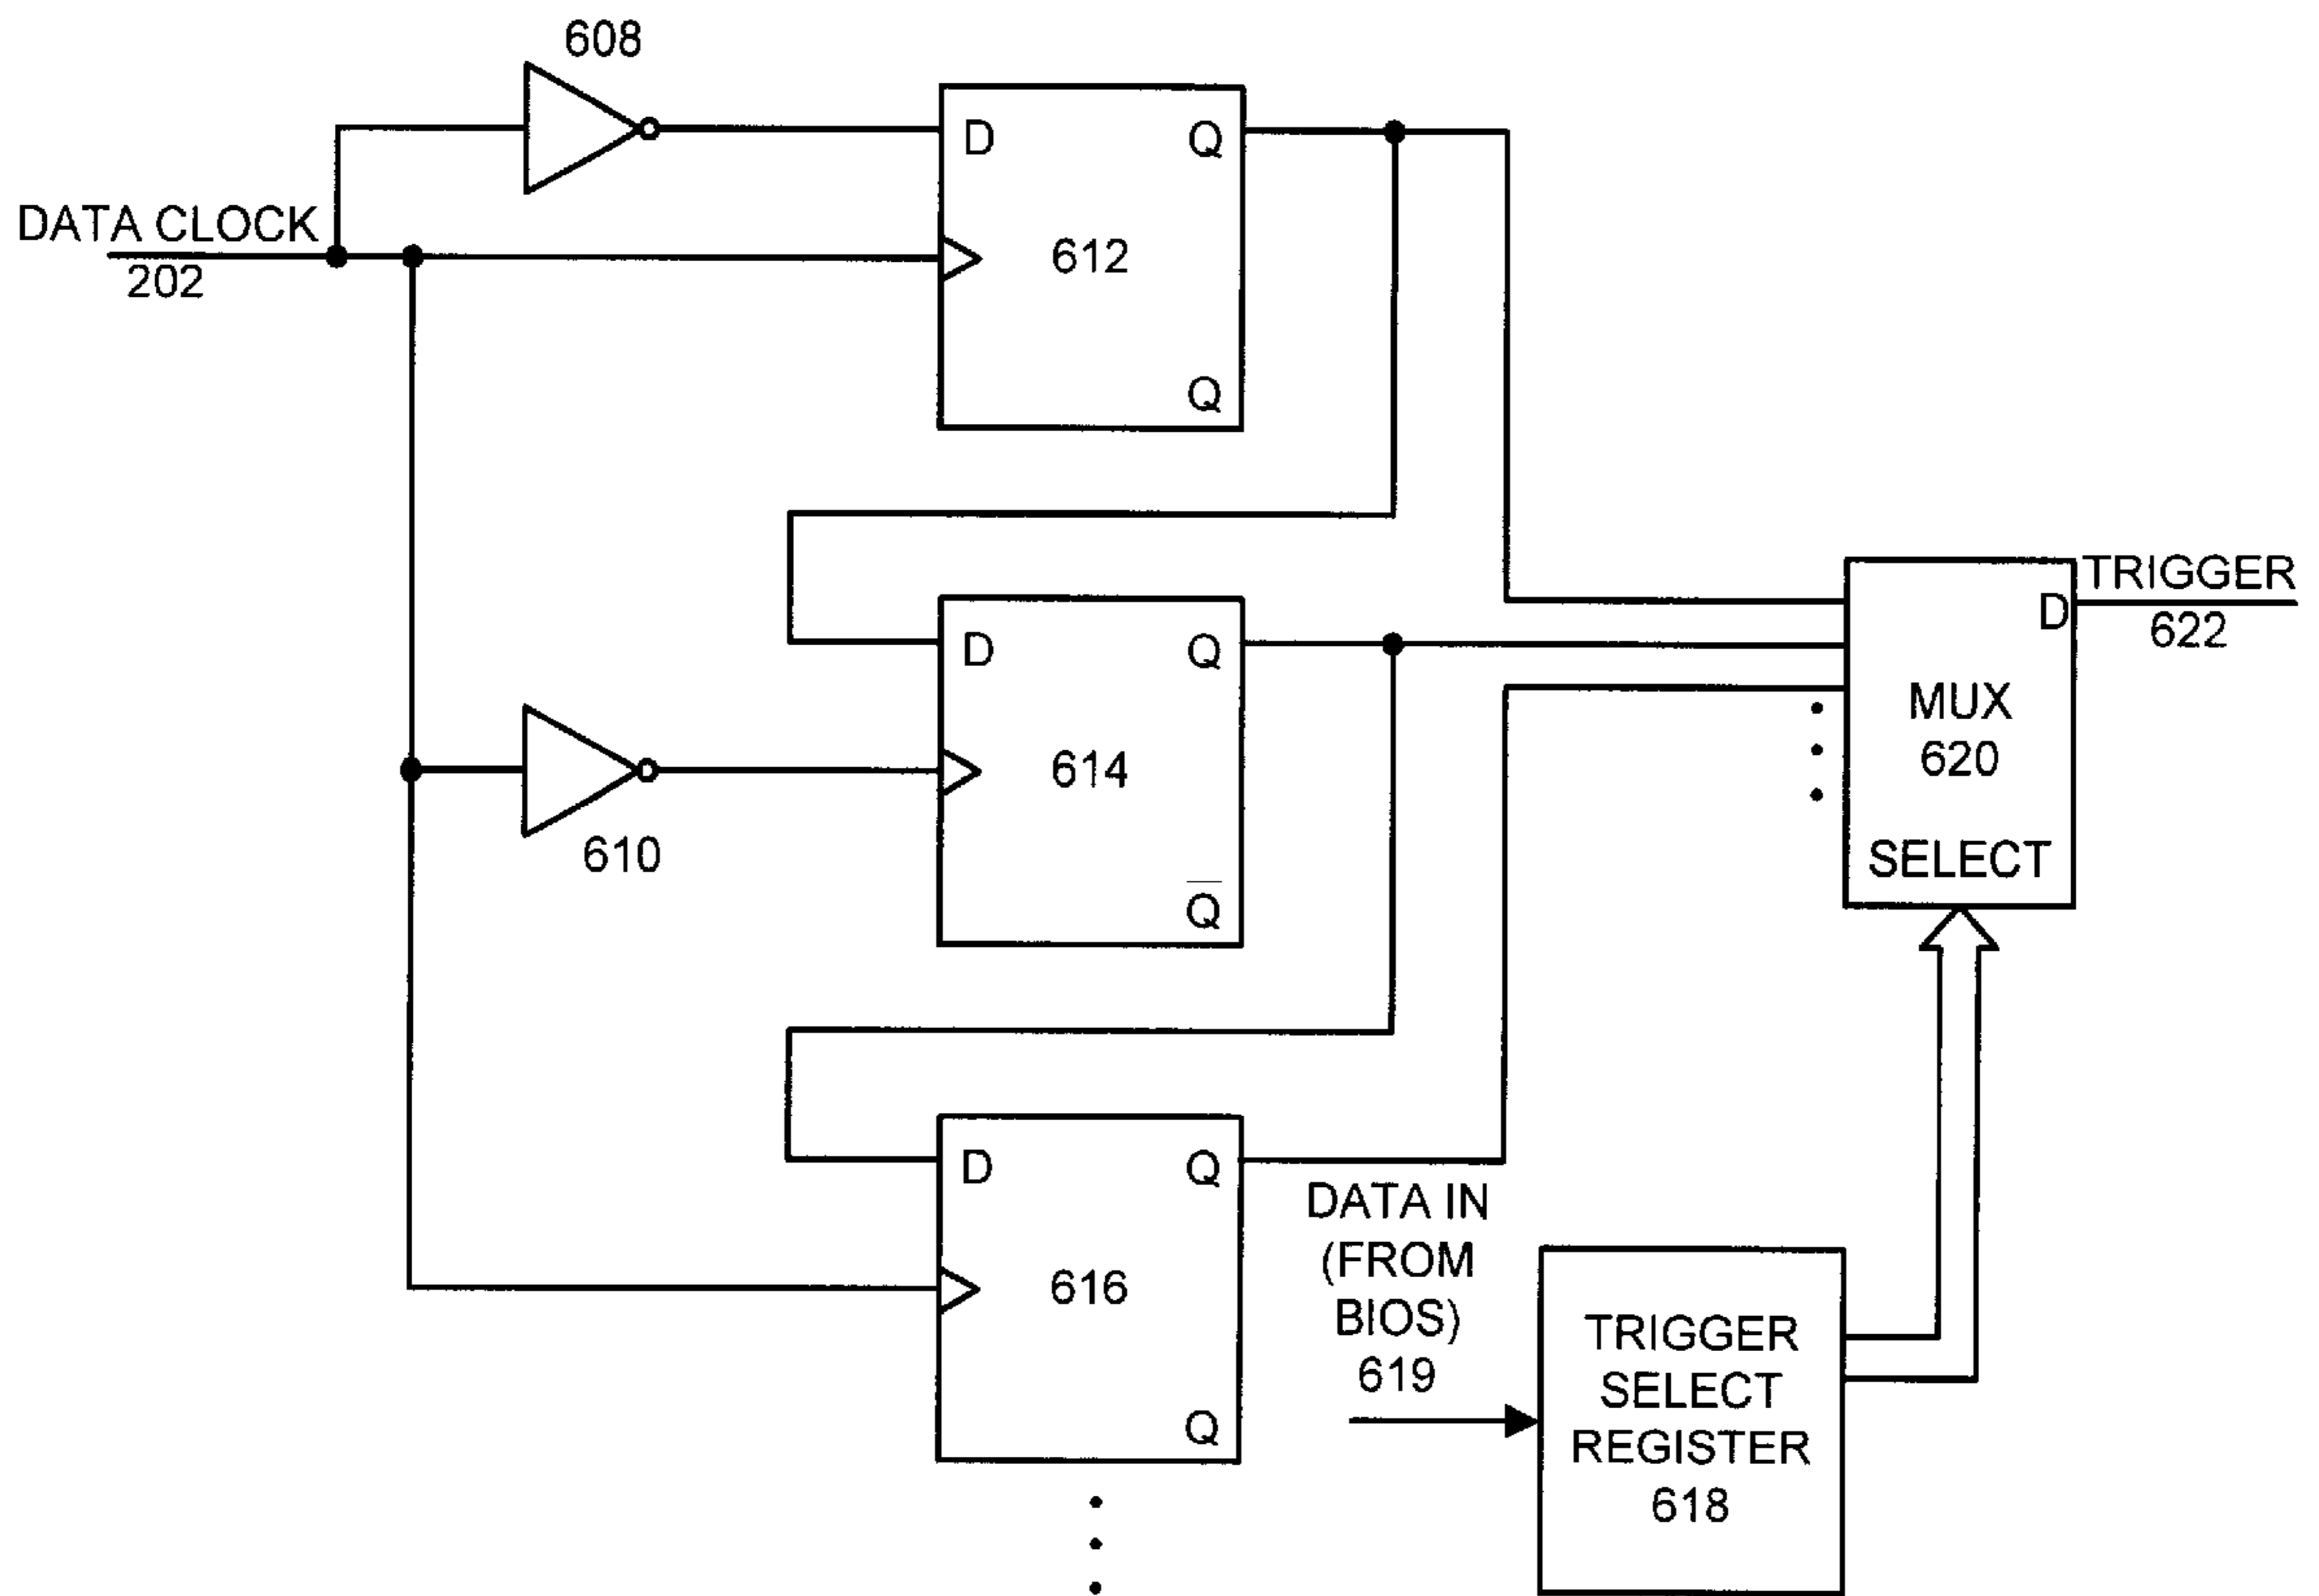 608
D
Q
DATA CLOCK
202
612
Q
TRIGGER
D
622
D
Q
MUX
620
614
610
SELECT
Q̅
D
Q
DATA IN
(FROM
BIOS)
619
616
TRIGGER
SELECT
REGISTER
618
Q